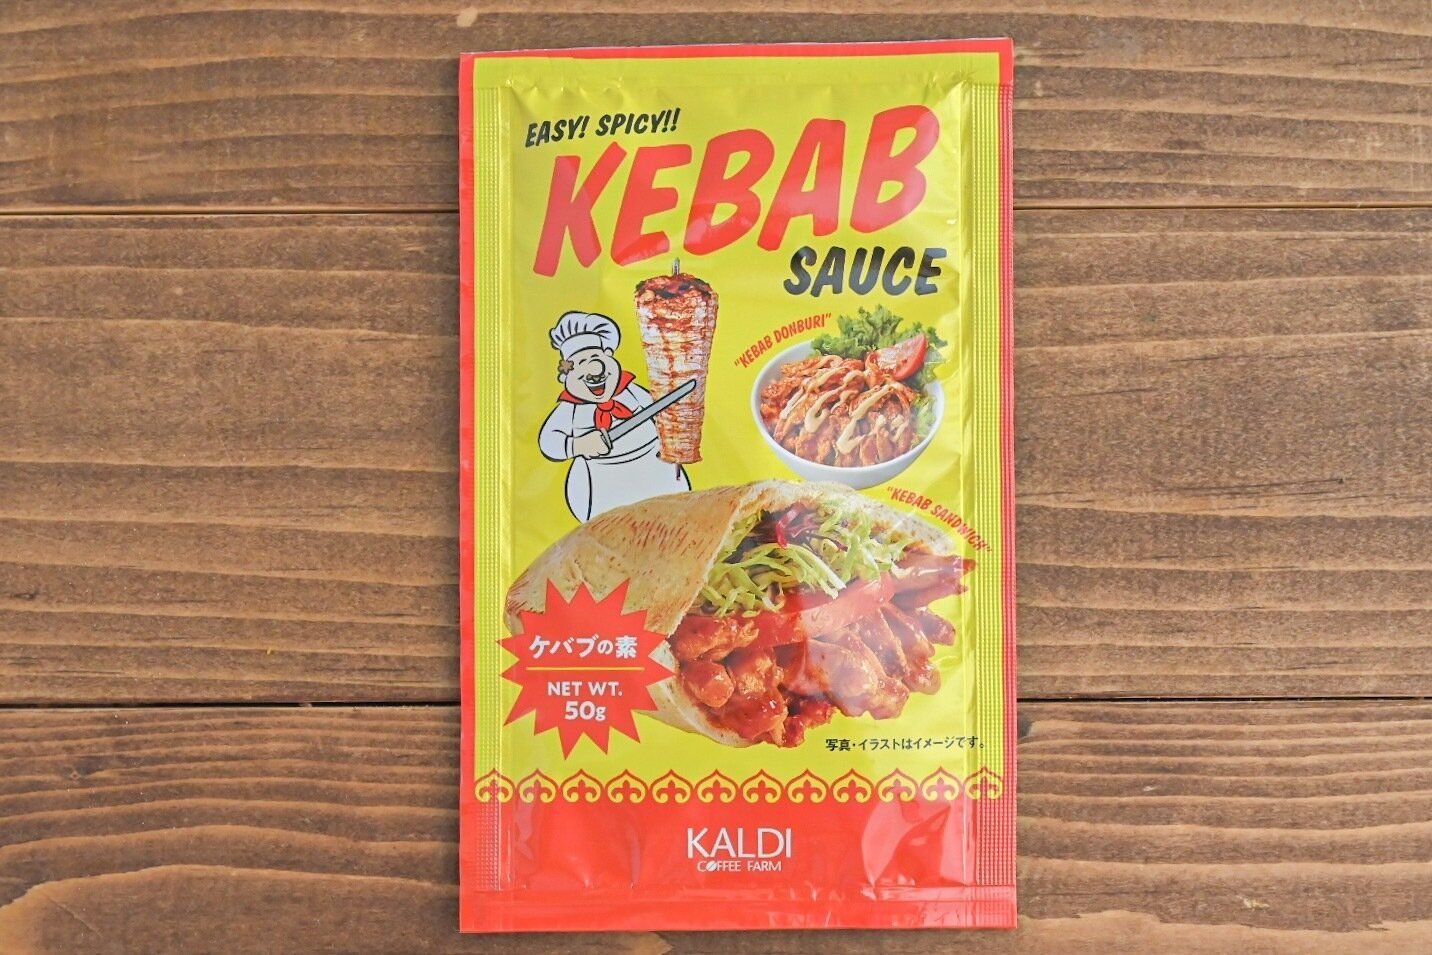 EASY! SPICY!!
KEBAB
SAUCE
"KEBAB DONBURI"
"KEBAB SANDWICH"
ケバブの素
NET WT.
50g
写真・イラストはイメージです。
KALDI
COFFEE FARM